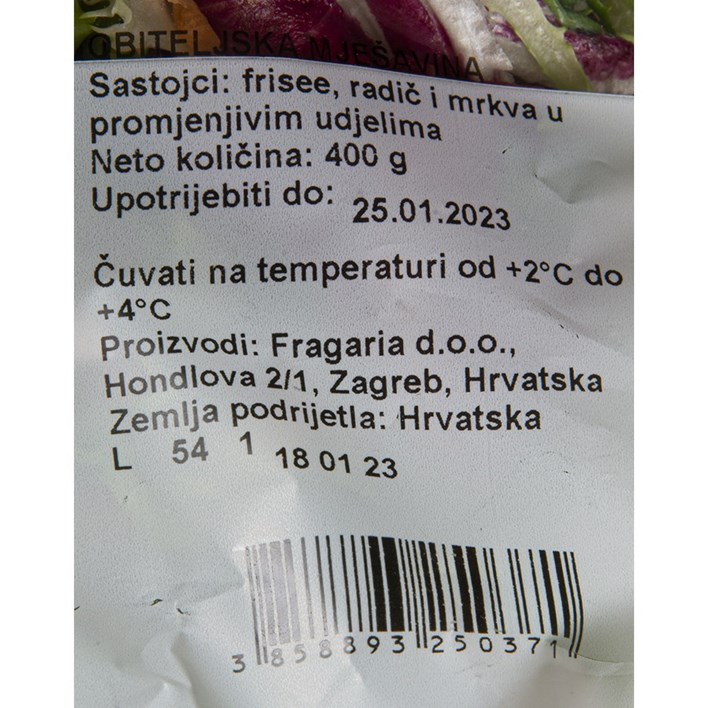 OBITELJSKA MJEŠAVINA
Sastojci: frisee, radič i mrkva u
promjenjivim udjelima
Neto količina: 400 g
Upotrijebiti do: 25.01.2023
Čuvati na temperaturi od +2°C do
+4°C
Proizvodi: Fragaria d.o.o.,
Hondlova 2/1, Zagreb, Hrvatska
Zemlja podrijetla: Hrvatska
L 54 1 18 01 23
3 858893 250371